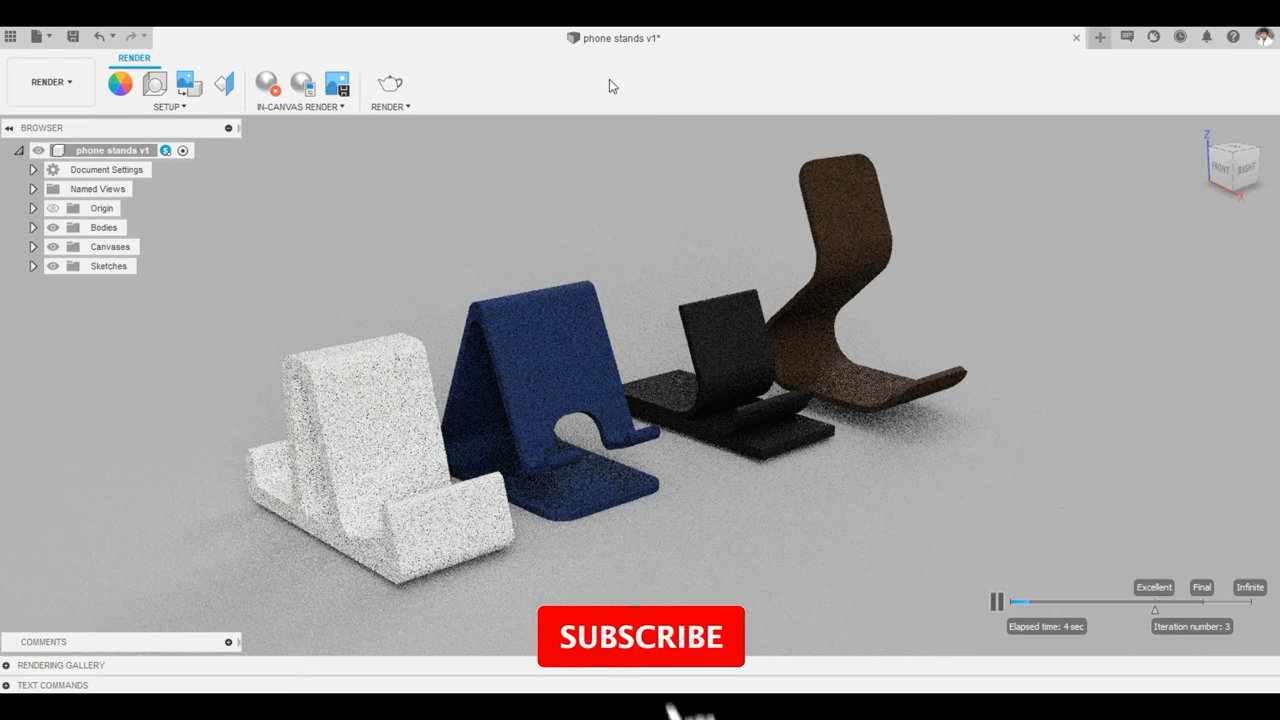 phone stands v1*
RENDER
RENDER
SETUP
IN-CANVAS RENDER
RENDER
BROWSER
phone stands v1
Document Settings
Named Views
Origin
Bodies
Canvases
Sketches
Z
FRONT
RIGHT
X
Excellent
Final
Infinite
Elapsed time: 4 sec
Iteration number: 3
SUBSCRIBE
COMMENTS
RENDERING GALLERY
TEXT COMMANDS